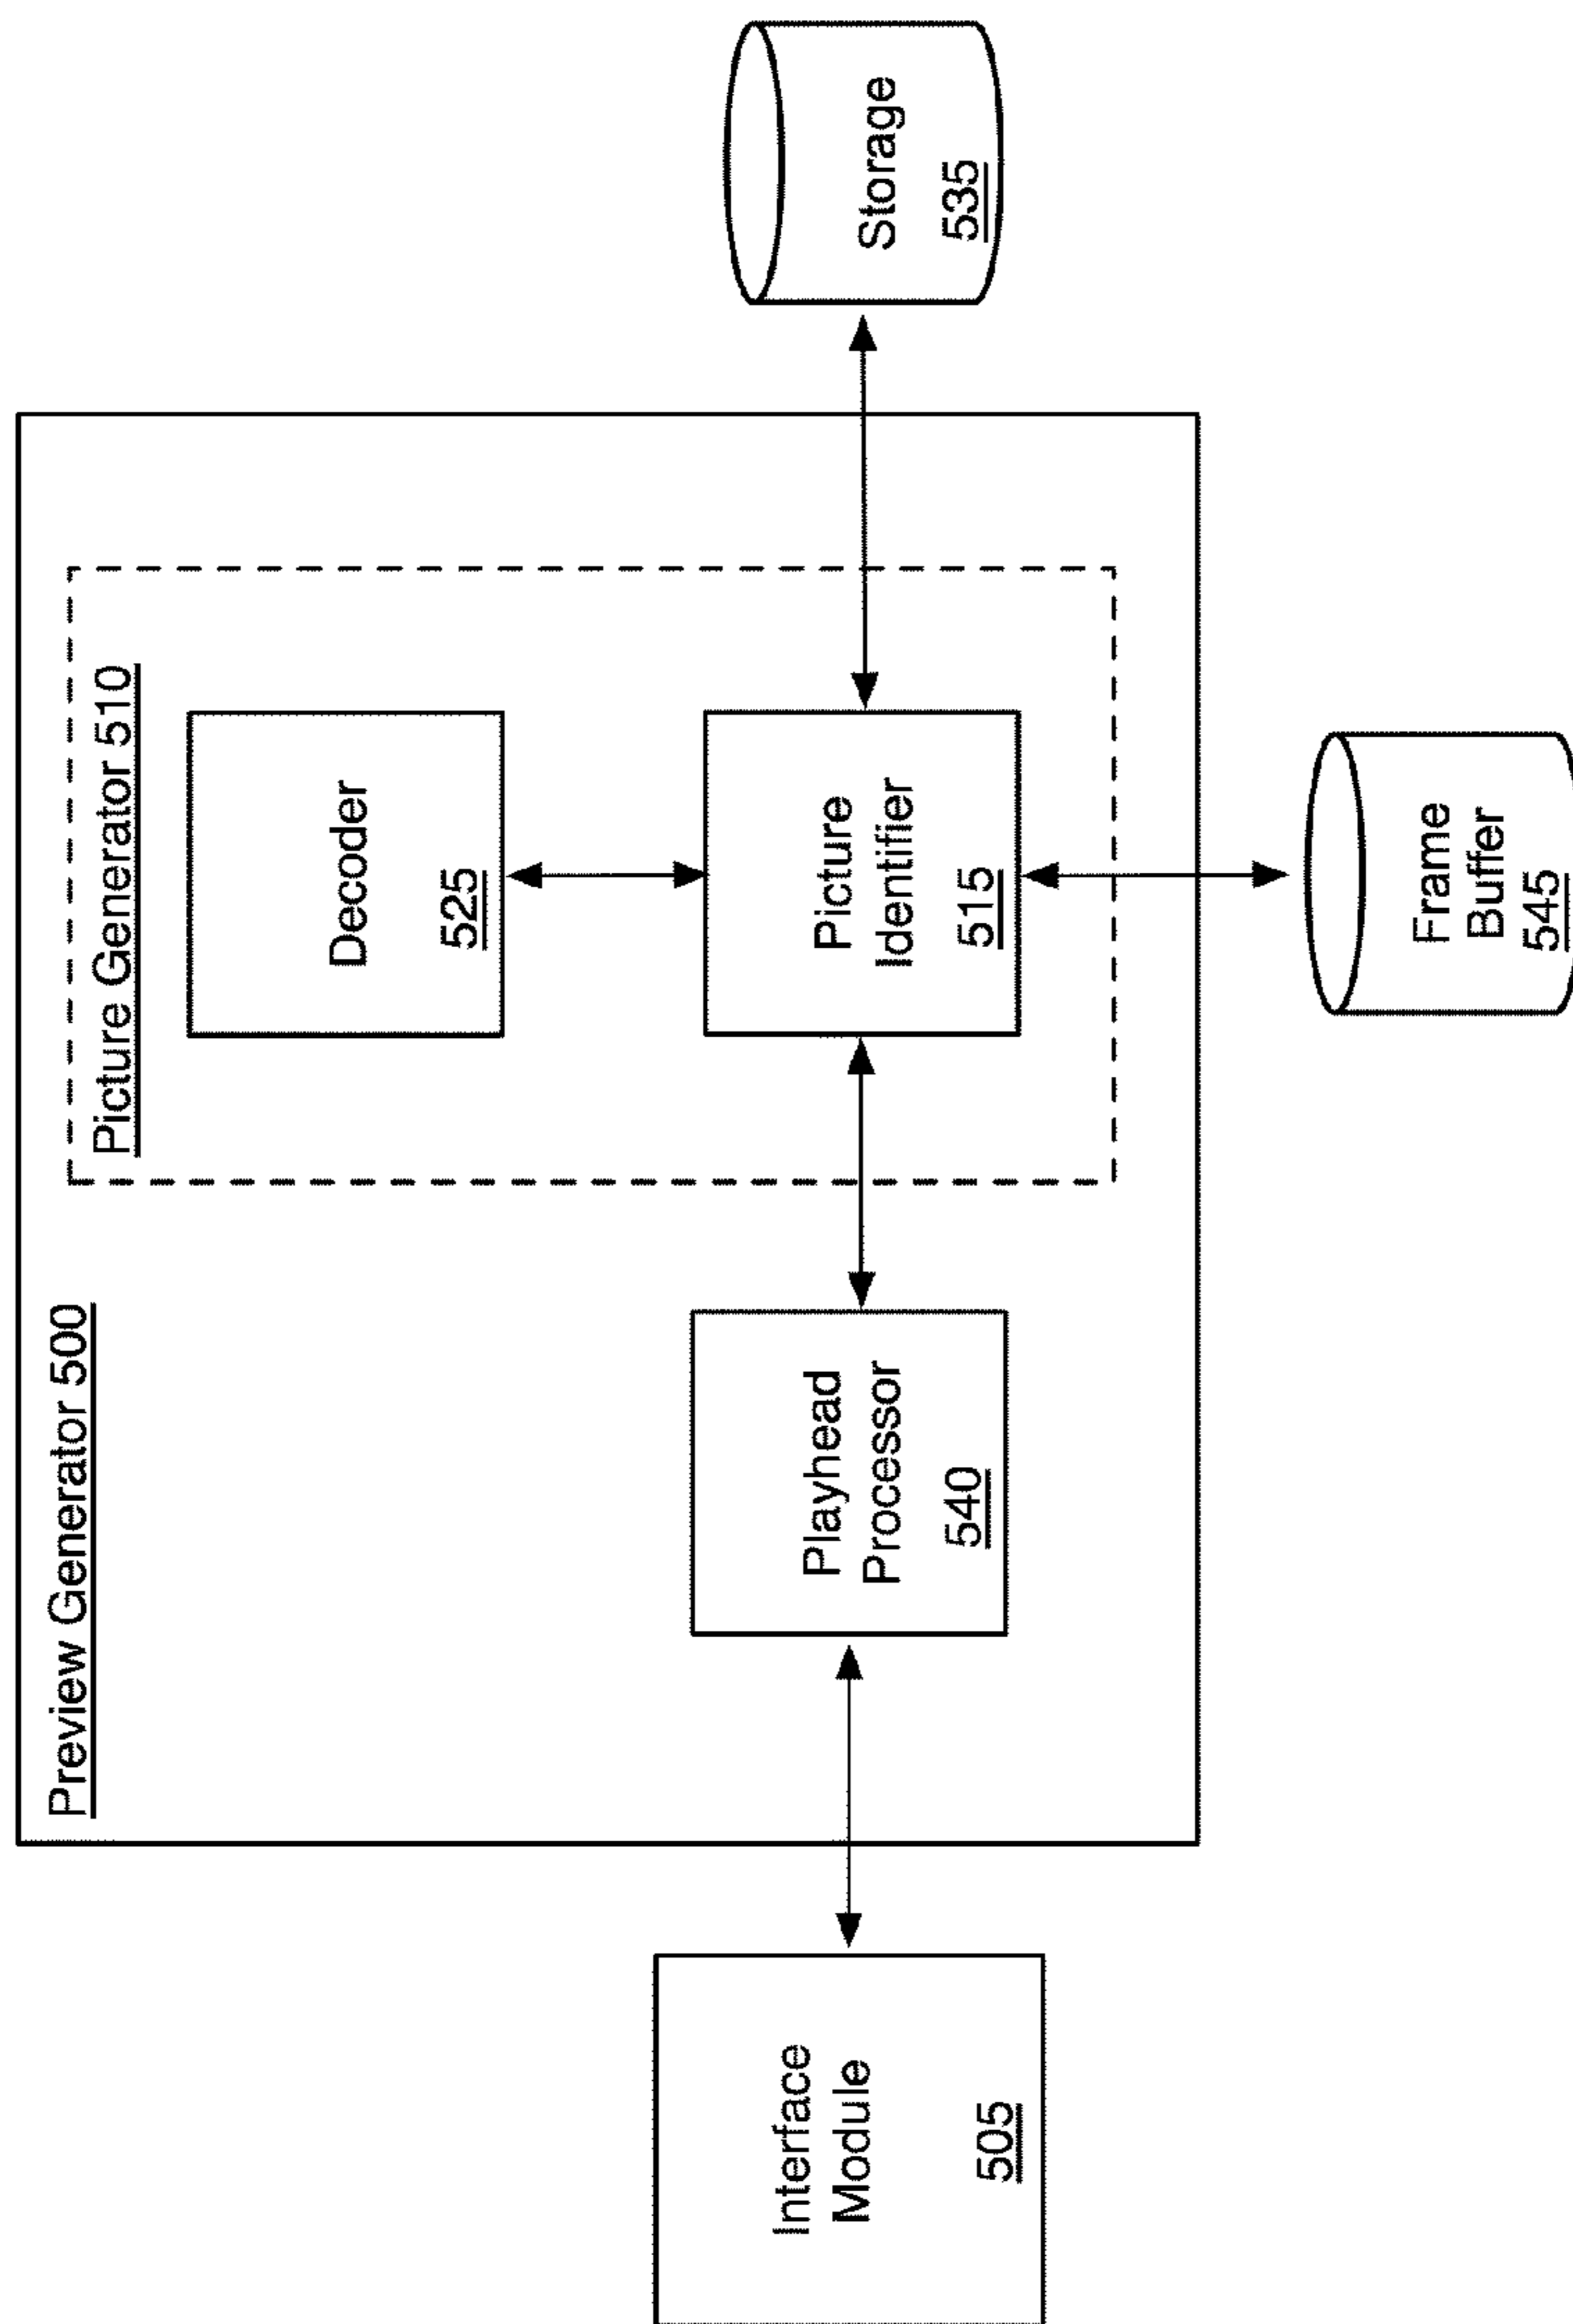 Preview Generator 500
Picture Generator 510
Decoder
525
Interface
Module
505
Playhead
Processor
540
Picture
Identifier
515
Storage
535
Frame
Buffer
545